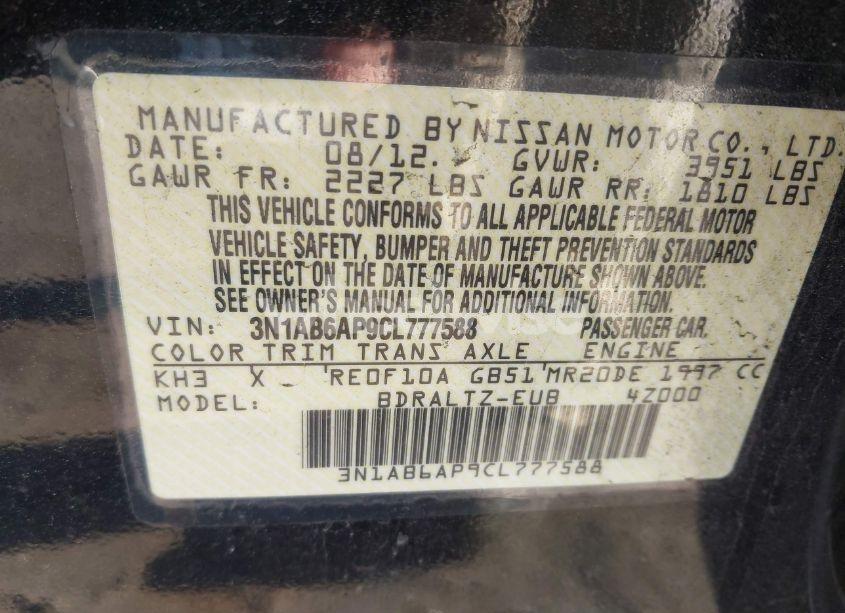 MANUFACTURED BY NISSAN MOTOR CO., LTD.
DATE: 08/12. GVWR: 3951 LBS
GAWR FR: 2227 LBS GAWR RR: 1810 LBS
THIS VEHICLE CONFORMS TO ALL APPLICABLE FEDERAL MOTOR
VEHICLE SAFETY, BUMPER AND THEFT PREVENTION STANDARDS
IN EFFECT ON THE DATE OF MANUFACTURE SHOWN ABOVE.
SEE OWNER'S MANUAL FOR ADDITIONAL INFORMATION.
VIN: 3N1AB6AP9CL777588 PASSENGER CAR.
COLOR TRIM TRANS AXLE ENGINE
KH3 X RE0F10A GB51 MR20DE 1997 CC
MODEL: BDRALTZ-EUB 4Z000
3N1AB6AP9CL777588